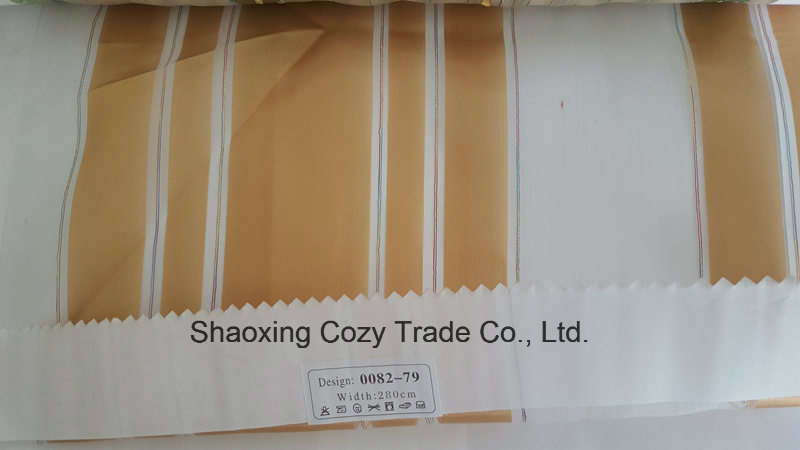 Shaoxing Cozy Trade Co., Ltd.
Design: 0082-79
Width:280cm